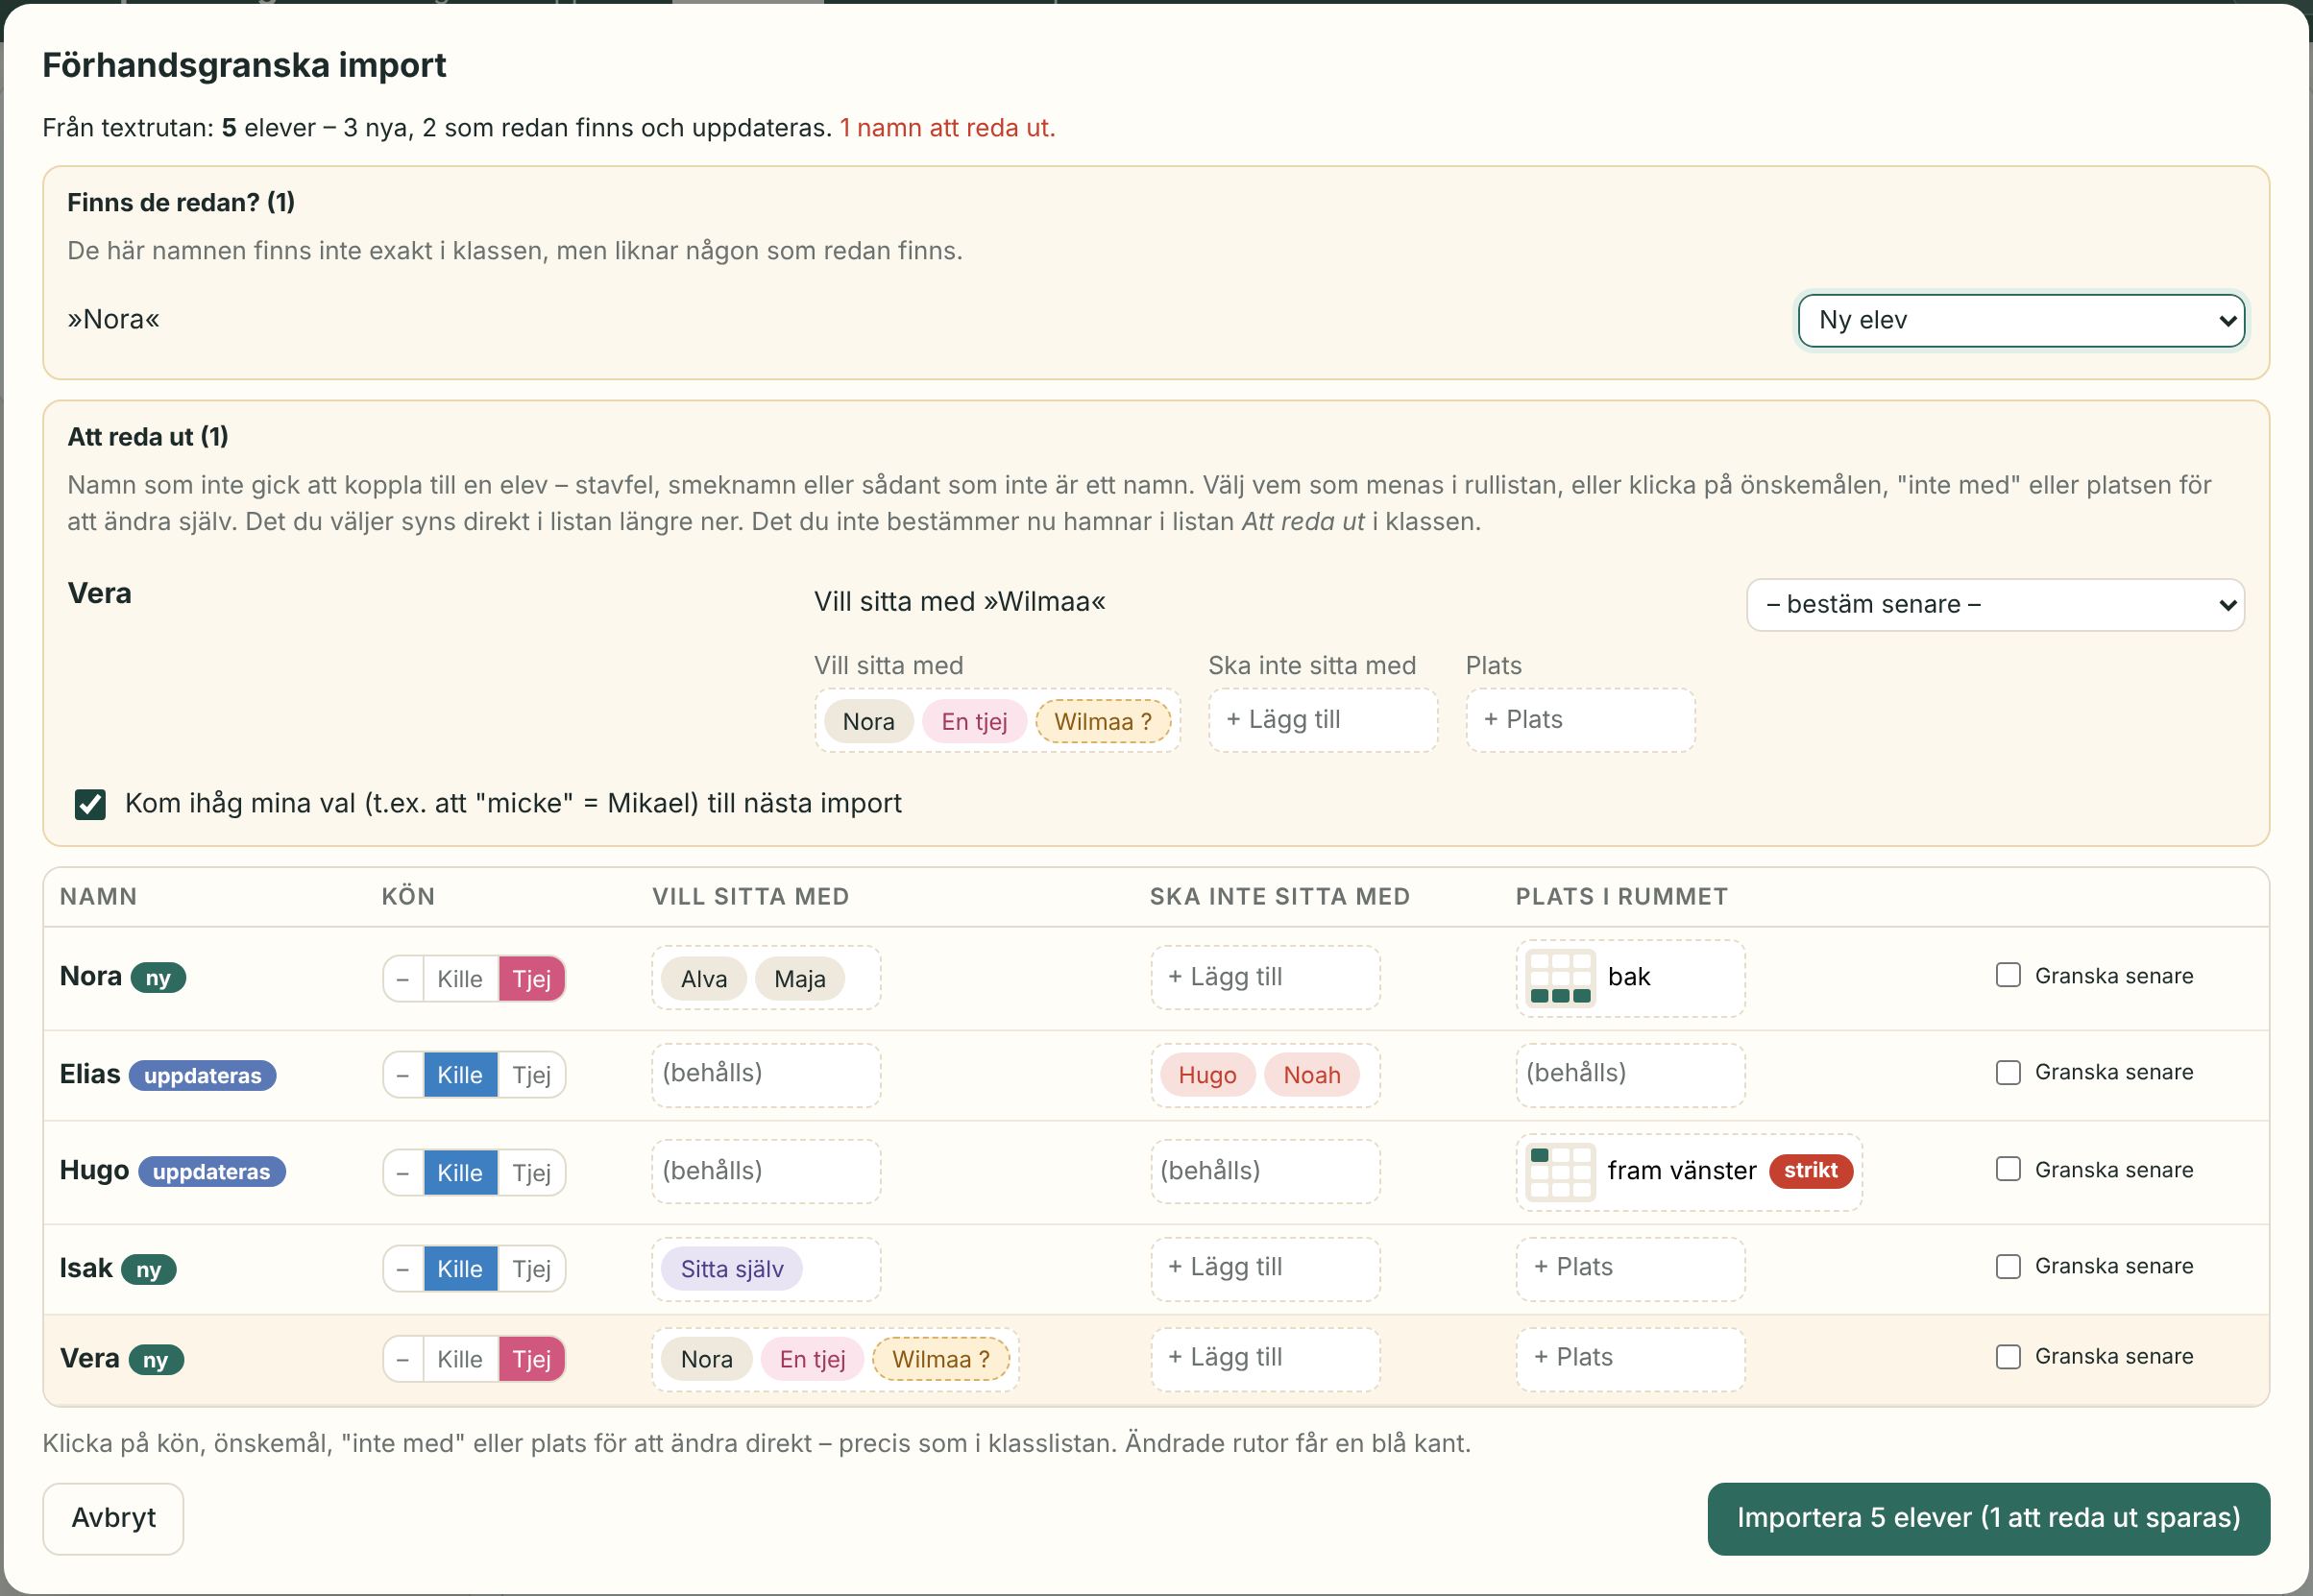 Förhandsgranska import
Från textrutan: 5 elever – 3 nya, 2 som redan finns och uppdateras. 1 namn att reda ut.
Finns de redan? (1)
De här namnen finns inte exakt i klassen, men liknar någon som redan finns.
»Nora« Ny elev
Att reda ut (1)
Namn som inte gick att koppla till en elev – stavfel, smeknamn eller sådant som inte är ett namn. Välj vem som menas i rullistan, eller klicka på önskemålen, "inte med" eller platsen för
att ändra själv. Det du väljer syns direkt i listan längre ner. Det du inte bestämmer nu hamnar i listan Att reda ut i klassen.
Vera Vill sitta med »Wilmaa« – bestäm senare –
Vill sitta med Ska inte sitta med Plats
Nora En tjej Wilmaa ? + Lägg till + Plats
Kom ihåg mina val (t.ex. att "micke" = Mikael) till nästa import
NAMN KÖN VILL SITTA MED SKA INTE SITTA MED PLATS I RUMMET
Nora ny – Kille Tjej Alva Maja + Lägg till bak Granska senare
Elias uppdateras – Kille Tjej (behålls) Hugo Noah (behålls) Granska senare
Hugo uppdateras – Kille Tjej (behålls) (behålls) fram vänster strikt Granska senare
Isak ny – Kille Tjej Sitta själv + Lägg till + Plats Granska senare
Vera ny – Kille Tjej Nora En tjej Wilmaa ? + Lägg till + Plats Granska senare
Klicka på kön, önskemål, "inte med" eller plats för att ändra direkt – precis som i klasslistan. Ändrade rutor får en blå kant.
Avbryt Importera 5 elever (1 att reda ut sparas)